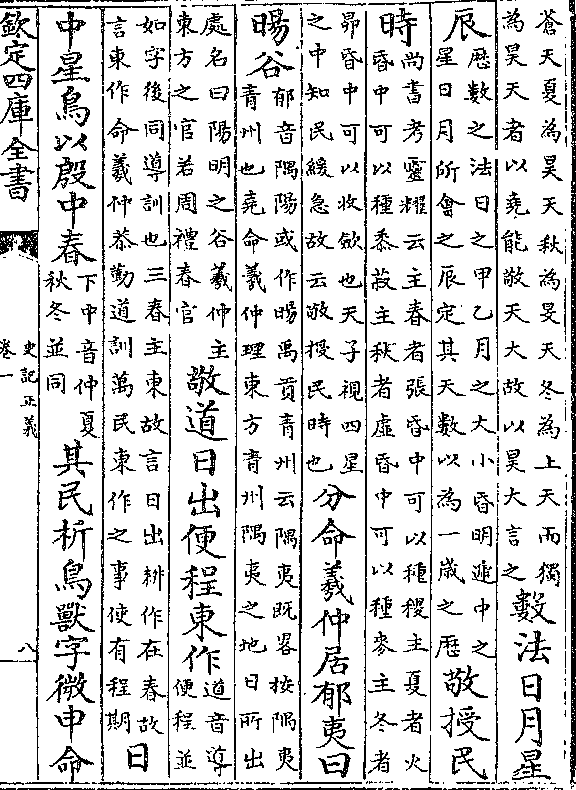 蒼天夏為昊天秋為旻天冬為上天而獨
為昊天者以堯能敬天大故以昊大言之
數法日月星
辰
歴數之法日之甲乙月之大小昏明遞中之
星日月所會之辰定其天數以為一歲之歴
敬授民
時
尚書考靈耀云主春者張昏中可以種稷主夏者火
昏中可以種黍菽主秋者虛昏中可以種麥主冬者
昴昏中可以收斂也天子視四星
之中知民緩急故云敬授民時也
分命羲仲居郁夷曰
暘谷
郁音隅陽或作暘禹貢青州云隅夷既畧按隅夷
青州也堯命羲仲理東方青州隅夷之地日所出
處名曰陽明之谷羲仲主
東方之官若周禮春官
敬道日出便程東作
道音導
便程並
如字後同導訓也三春主東故言日出耕作在春故
言東作命羲仲恭勤道訓萬民東作之事使有程期
日
中星鳥以殷中春
下中音仲夏
秋冬並同
其民析鳥獸字微申命
欽定四庫全書
史記正義
卷一
八